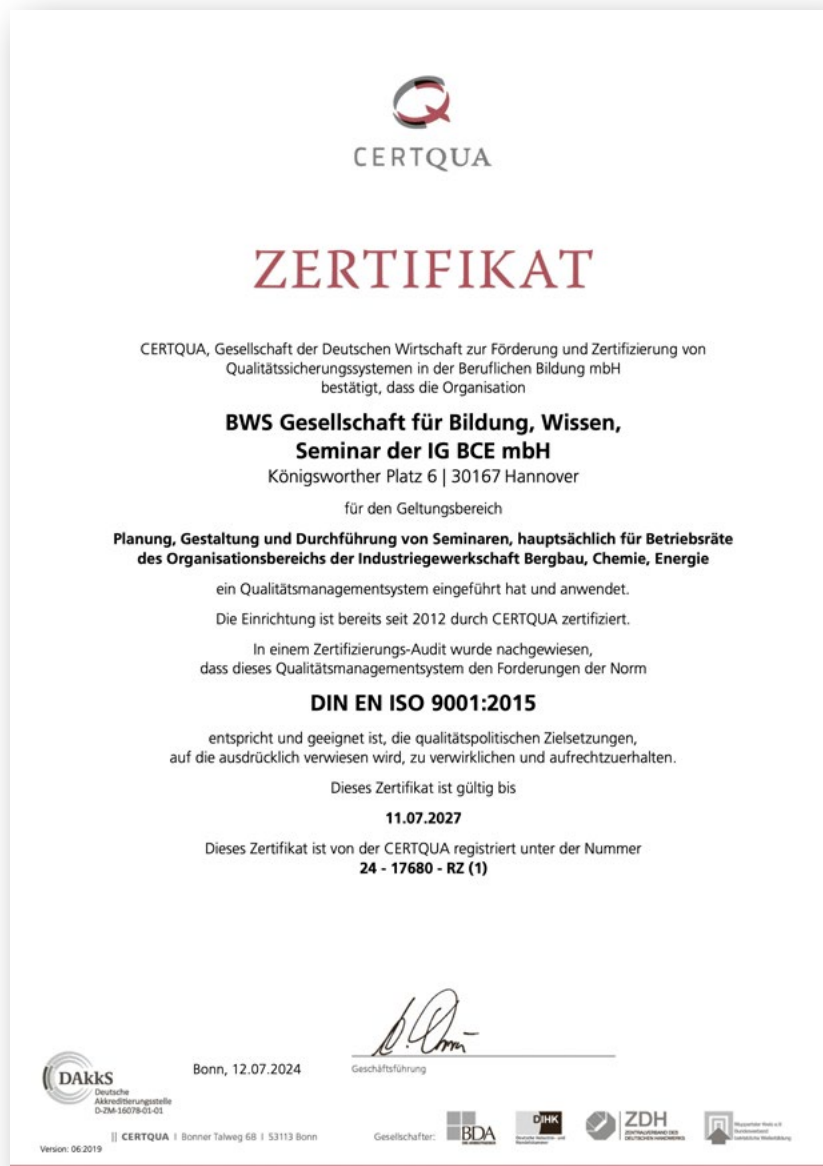 CERTQUA
ZERTIFIKAT
CERTQUA, Gesellschaft der Deutschen Wirtschaft zur Förderung und Zertifizierung von
Qualitätssicherungssystemen in der Beruflichen Bildung mbH
bestätigt, dass die Organisation
BWS Gesellschaft für Bildung, Wissen,
Seminar der IG BCE mbH
Königsworther Platz 6 | 30167 Hannover
für den Geltungsbereich
Planung, Gestaltung und Durchführung von Seminaren, hauptsächlich für Betriebsräte
des Organisationsbereichs der Industriegewerkschaft Bergbau, Chemie, Energie
ein Qualitätsmanagementsystem eingeführt hat und anwendet.
Die Einrichtung ist bereits seit 2012 durch CERTQUA zertifiziert.
In einem Zertifizierungs-Audit wurde nachgewiesen,
dass dieses Qualitätsmanagementsystem den Forderungen der Norm
DIN EN ISO 9001:2015
entspricht und geeignet ist, die qualitätspolitischen Zielsetzungen,
auf die ausdrücklich verwiesen wird, zu verwirklichen und aufrechtzuerhalten.
Dieses Zertifikat ist gültig bis
11.07.2027
Dieses Zertifikat ist von der CERTQUA registriert unter der Nummer
24 - 17680 - RZ (1)
Bonn, 12.07.2024
Geschäftsführung
DAkkS
Deutsche
Akkreditierungsstelle
D-ZM-16078-01-01
|| CERTQUA | Bonner Talweg 68 | 53113 Bonn
Gesellschafter:
BDA
DIHK
ZDH
ZENTRALVERBAND DES
DEUTSCHEN HANDWERKS
Version: 06:2019